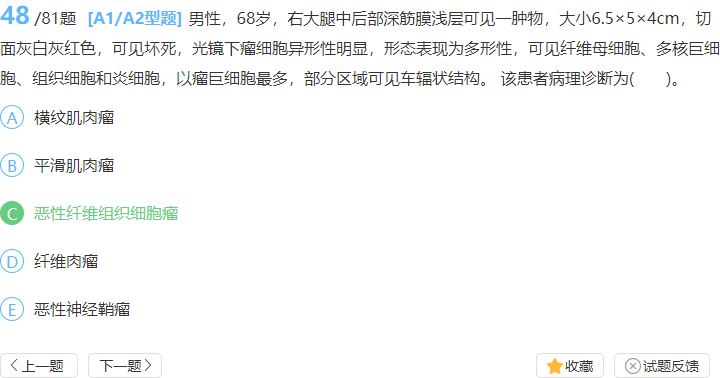 48 /81题 [A1/A2型题] 男性，68岁，右大腿中后部深筋膜浅层可见一肿物，大小6.5×5×4cm，切
面灰白灰红色，可见坏死，光镜下瘤细胞异形性明显，形态表现为多形性，可见纤维母细胞、多核巨细
胞、组织细胞和炎细胞，以瘤巨细胞最多，部分区域可见车辐状结构。 该患者病理诊断为(　　)。
A 横纹肌肉瘤
B 平滑肌肉瘤
C 恶性纤维组织细胞瘤
D 纤维肉瘤
E 恶性神经鞘瘤
上一题 下一题 收藏 试题反馈